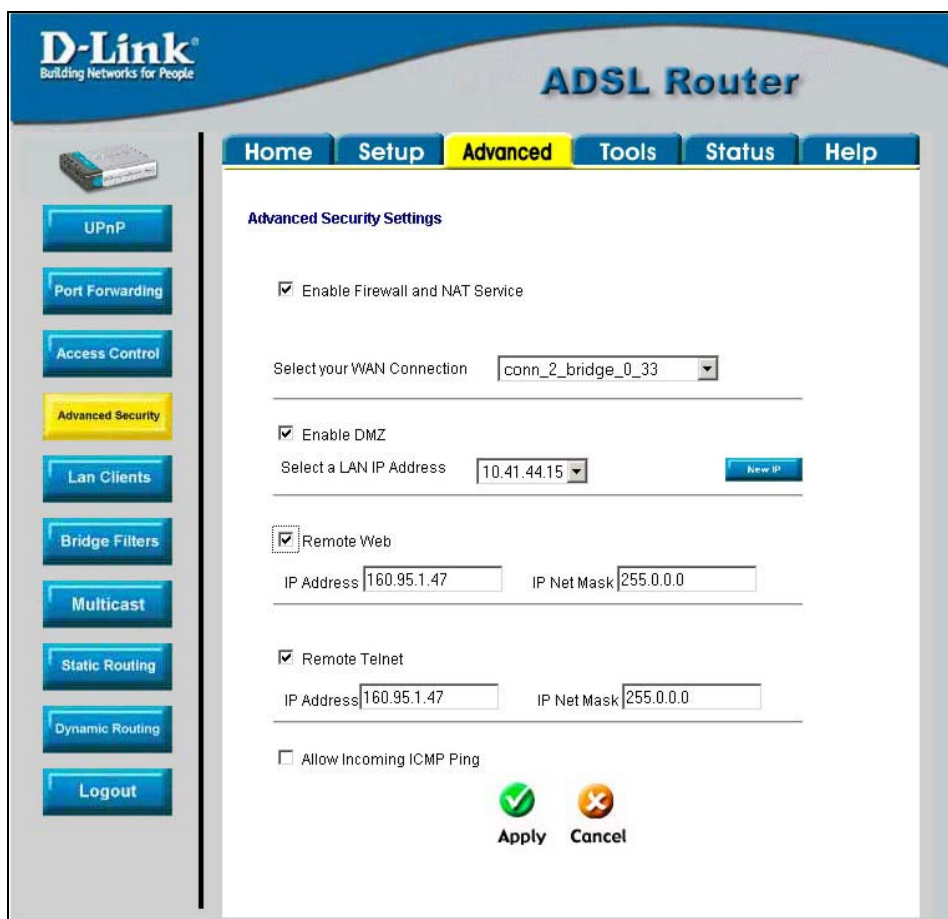 D-Link®
Building Networks for People
ADSL Router
Home Setup Advanced Tools Status Help
UPnP
Port Forwarding
Access Control
Advanced Security
Lan Clients
Bridge Filters
Multicast
Static Routing
Dynamic Routing
Logout
Advanced Security Settings
Enable Firewall and NAT Service
Select your WAN Connection conn_2_bridge_0_33
Enable DMZ
Select a LAN IP Address 10.41.44.15 New IP
Remote Web
IP Address 160.95.1.47 IP Net Mask 255.0.0.0
Remote Telnet
IP Address 160.95.1.47 IP Net Mask 255.0.0.0
Allow Incoming ICMP Ping
Apply Cancel